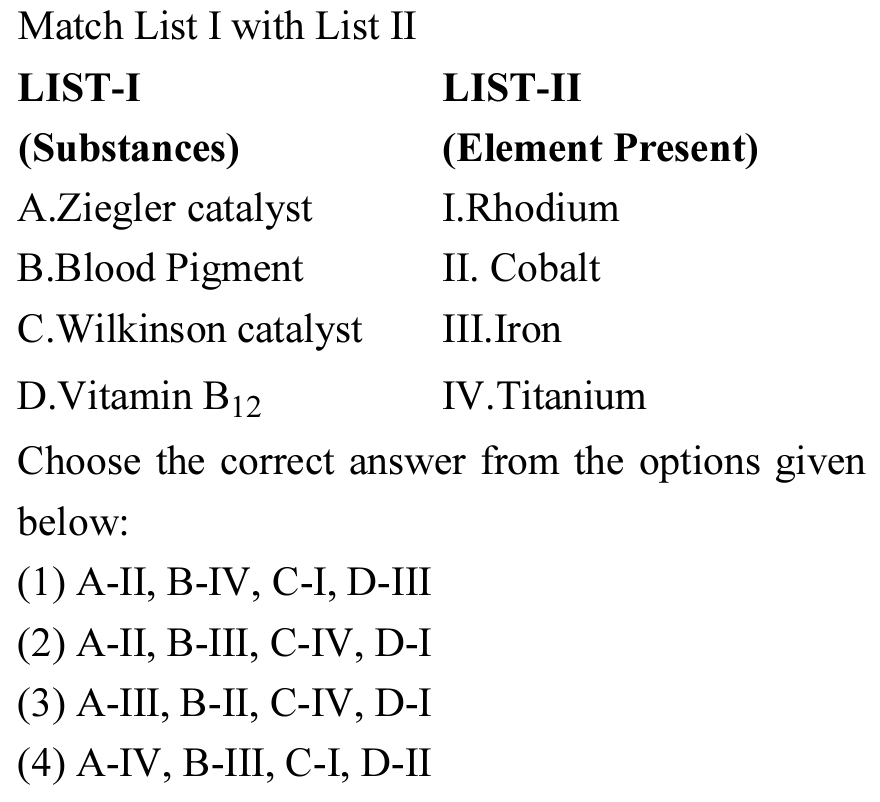 Match List I with List II
LIST-I LIST-II
(Substances) (Element Present)
A.Ziegler catalyst I.Rhodium
B.Blood Pigment II. Cobalt
C.Wilkinson catalyst III.Iron
D.Vitamin B₁₂ IV.Titanium
Choose the correct answer from the options given
below:
(1) A-II, B-IV, C-I, D-III
(2) A-II, B-III, C-IV, D-I
(3) A-III, B-II, C-IV, D-I
(4) A-IV, B-III, C-I, D-II